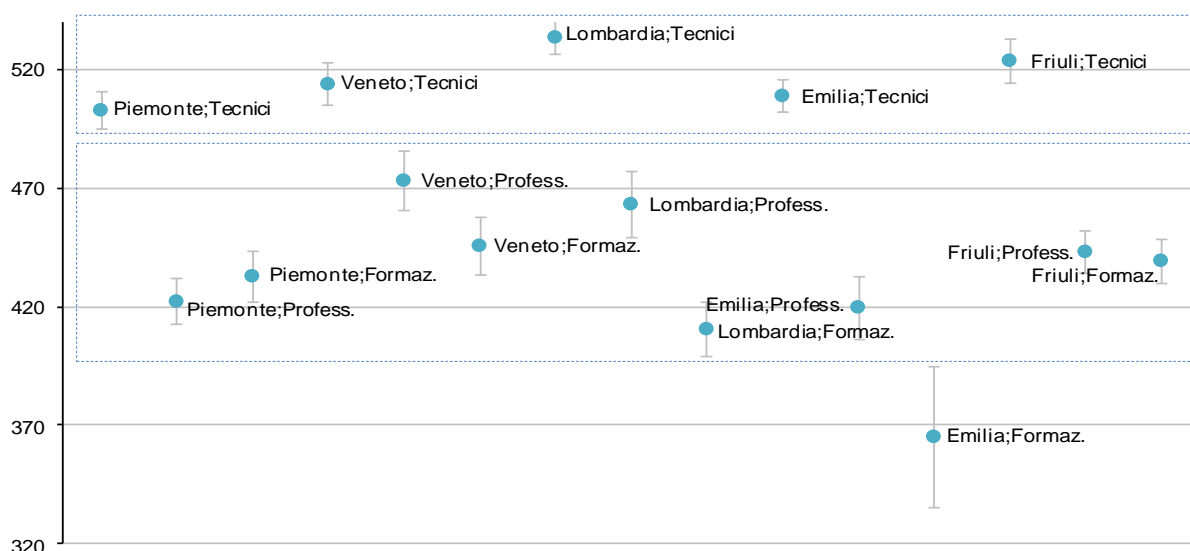 Lombardia;Tecnici
Friuli;Tecnici
520
Veneto;Tecnici
Emilia;Tecnici
Piemonte;Tecnici
470
Veneto;Profess.
Lombardia;Profess.
Veneto;Formaz.
Friuli;Profess.
Piemonte;Formaz.
Friuli;Formaz.
420
Emilia;Profess.
Piemonte;Profess.
Lombardia;Formaz.
370
Emilia;Formaz.
320